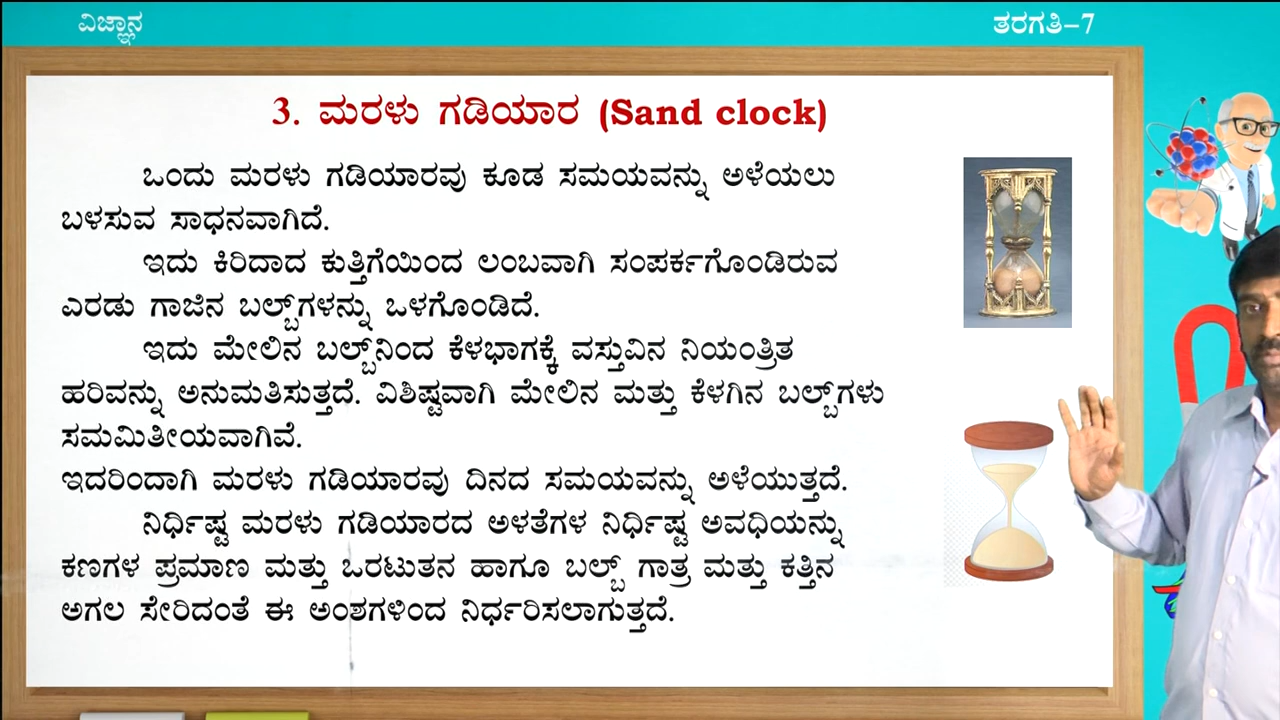 ವಿಜ್ಞಾನ
ತರಗತಿ–7
3. ಮರಳು ಗಡಿಯಾರ (Sand clock)
ಒಂದು ಮರಳು ಗಡಿಯಾರವು ಕೂಡ ಸಮಯವನ್ನು ಅಳೆಯಲು
ಬಳಸುವ ಸಾಧನವಾಗಿದೆ.
ಇದು ಕಿರಿದಾದ ಕುತ್ತಿಗೆಯಿಂದ ಲಂಬವಾಗಿ ಸಂಪರ್ಕಗೊಂಡಿರುವ
ಎರಡು ಗಾಜಿನ ಬಲ್ಬ್‌ಗಳನ್ನು ಒಳಗೊಂಡಿದೆ.
ಇದು ಮೇಲಿನ ಬಲ್ಬ್‌ನಿಂದ ಕೆಳಭಾಗಕ್ಕೆ ವಸ್ತುವಿನ ನಿಯಂತ್ರಿತ
ಹರಿವನ್ನು ಅನುಮತಿಸುತ್ತದೆ. ವಿಶಿಷ್ಟವಾಗಿ ಮೇಲಿನ ಮತ್ತು ಕೆಳಗಿನ ಬಲ್ಬ್‌ಗಳು
ಸಮಮಿತೀಯವಾಗಿವೆ.
ಇದರಿಂದಾಗಿ ಮರಳು ಗಡಿಯಾರವು ದಿನದ ಸಮಯವನ್ನು ಅಳೆಯುತ್ತದೆ.
ನಿರ್ಧಿಷ್ಟ ಮರಳು ಗಡಿಯಾರದ ಅಳತೆಗಳ ನಿರ್ಧಿಷ್ಟ ಅವಧಿಯನ್ನು
ಕಣಗಳ ಪ್ರಮಾಣ ಮತ್ತು ಒರಟುತನ ಹಾಗೂ ಬಲ್ಬ್ ಗಾತ್ರ ಮತ್ತು ಕತ್ತಿನ
ಅಗಲ ಸೇರಿದಂತೆ ಈ ಅಂಶಗಳಿಂದ ನಿರ್ಧರಿಸಲಾಗುತ್ತದೆ.